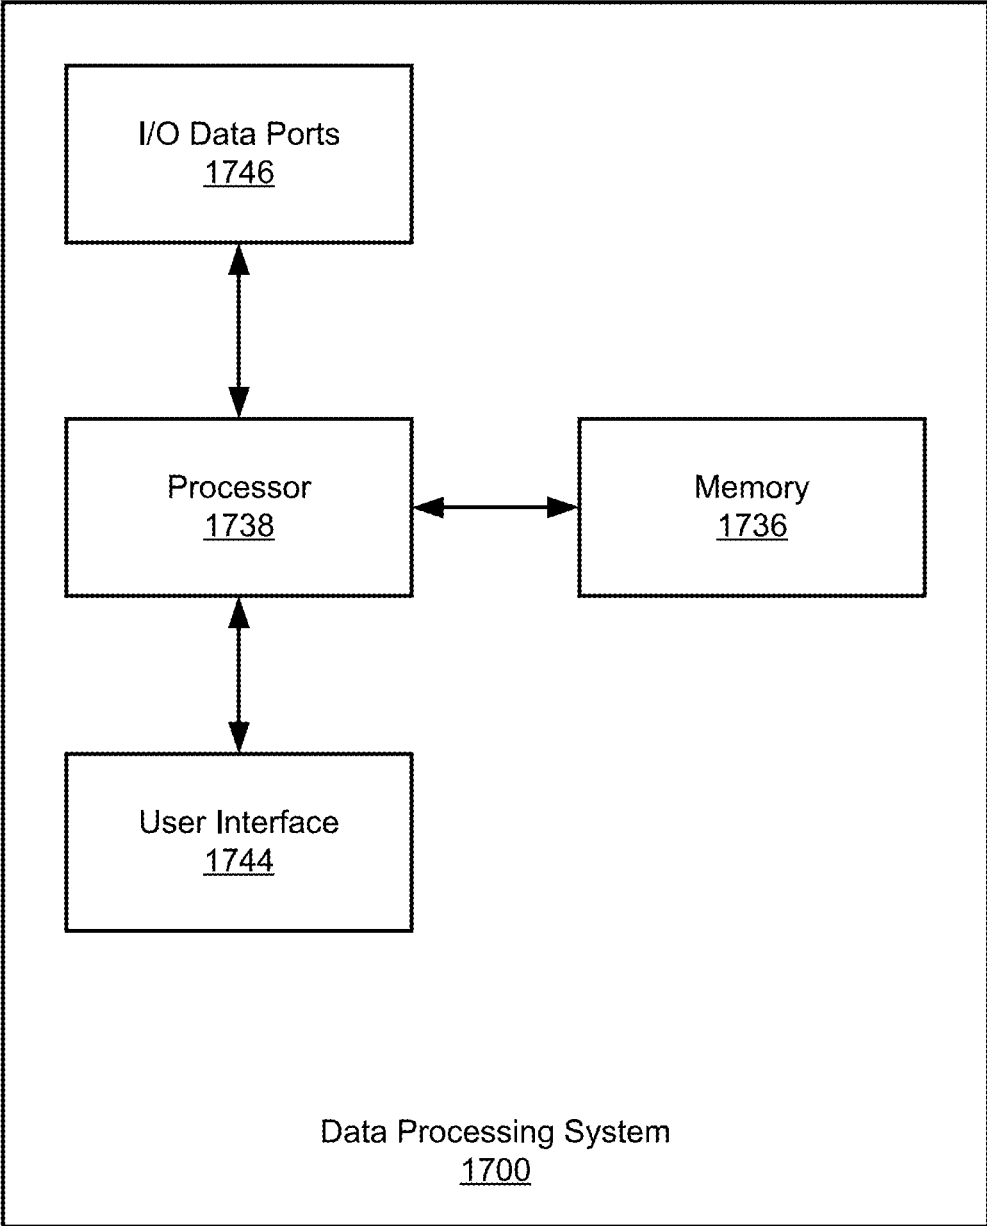 I/O Data Ports
1746
Processor
1738
Memory
1736
User Interface
1744
Data Processing System
1700